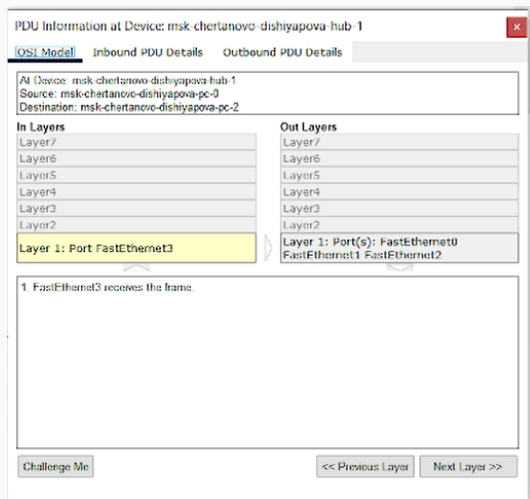 PDU Information at Device: msk-chertanovo-dishiyapova-hub-1
×
OSI Model Inbound PDU Details Outbound PDU Details
At Device: msk-chertanovo-dishiyapova-hub-1
Source: msk-chertanovo-dishiyapova-pc-0
Destination: msk-chertanovo-dishiyapova-pc-2
In Layers
Layer7
Layer6
Layer5
Layer4
Layer3
Layer2
Layer 1: Port FastEthernet3
Out Layers
Layer7
Layer6
Layer5
Layer4
Layer3
Layer2
Layer 1: Port(s): FastEthernet0
FastEthernet1 FastEthernet2
1. FastEthernet3 receives the frame.
Challenge Me << Previous Layer Next Layer >>